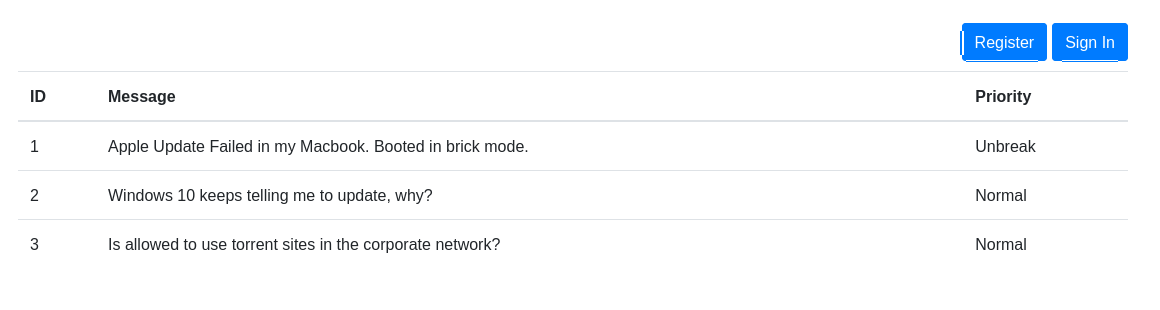 Register Sign In
ID Message Priority
1 Apple Update Failed in my Macbook. Booted in brick mode. Unbreak
2 Windows 10 keeps telling me to update, why? Normal
3 Is allowed to use torrent sites in the corporate network? Normal